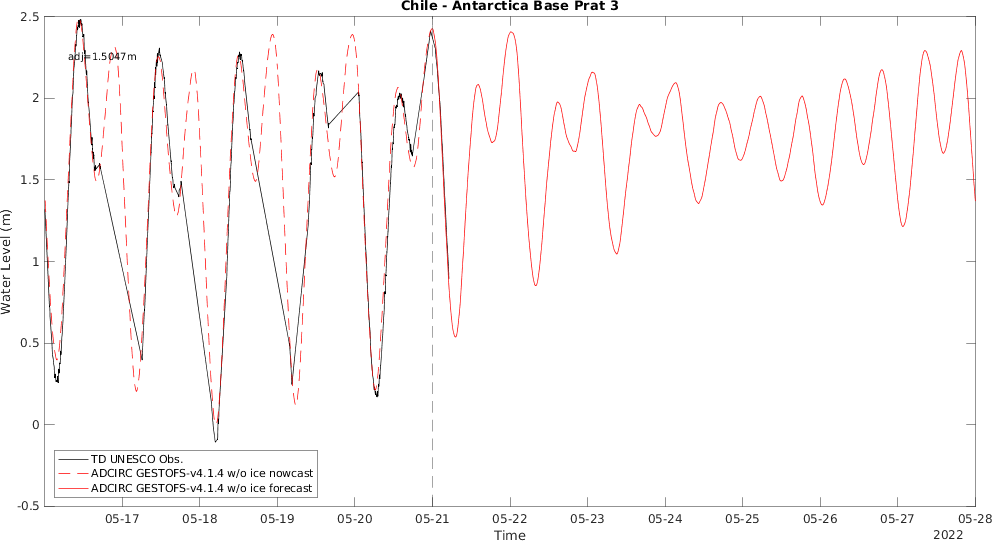 Chile - Antarctica Base Prat 3
2.5
adj=1.5047m
2
1.5
Water Level (m)
1
0.5
0
TD UNESCO Obs.
ADCIRC GESTOFS-v4.1.4 w/o ice nowcast
ADCIRC GESTOFS-v4.1.4 w/o ice forecast
-0.5
05-17 05-18 05-19 05-20 05-21 05-22 05-23 05-24 05-25 05-26 05-27 05-28
Time
2022